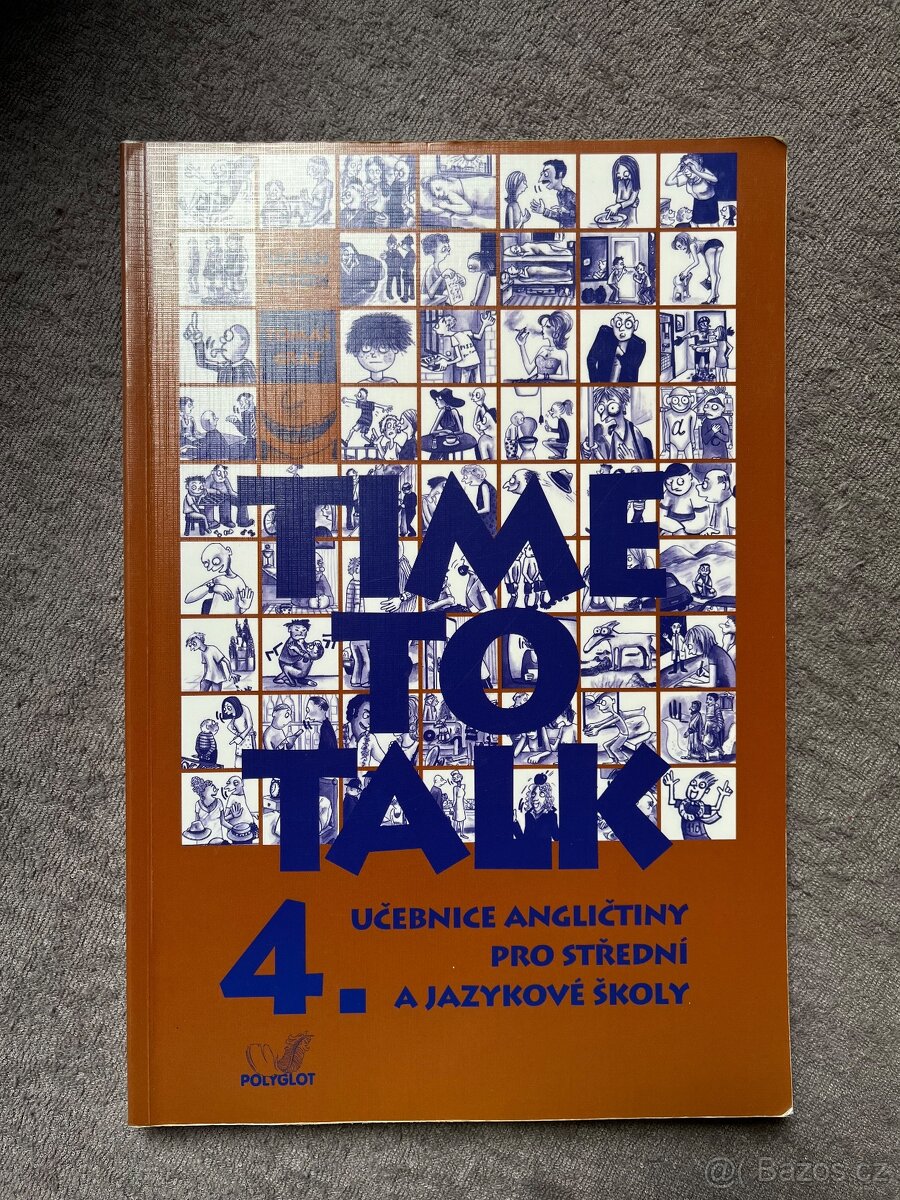 TIME
TO
TALK
4.
UČEBNICE ANGLIČTINY
PRO STŘEDNÍ
A JAZYKOVÉ ŠKOLY
POLYGLOT
@ Bazos.cz